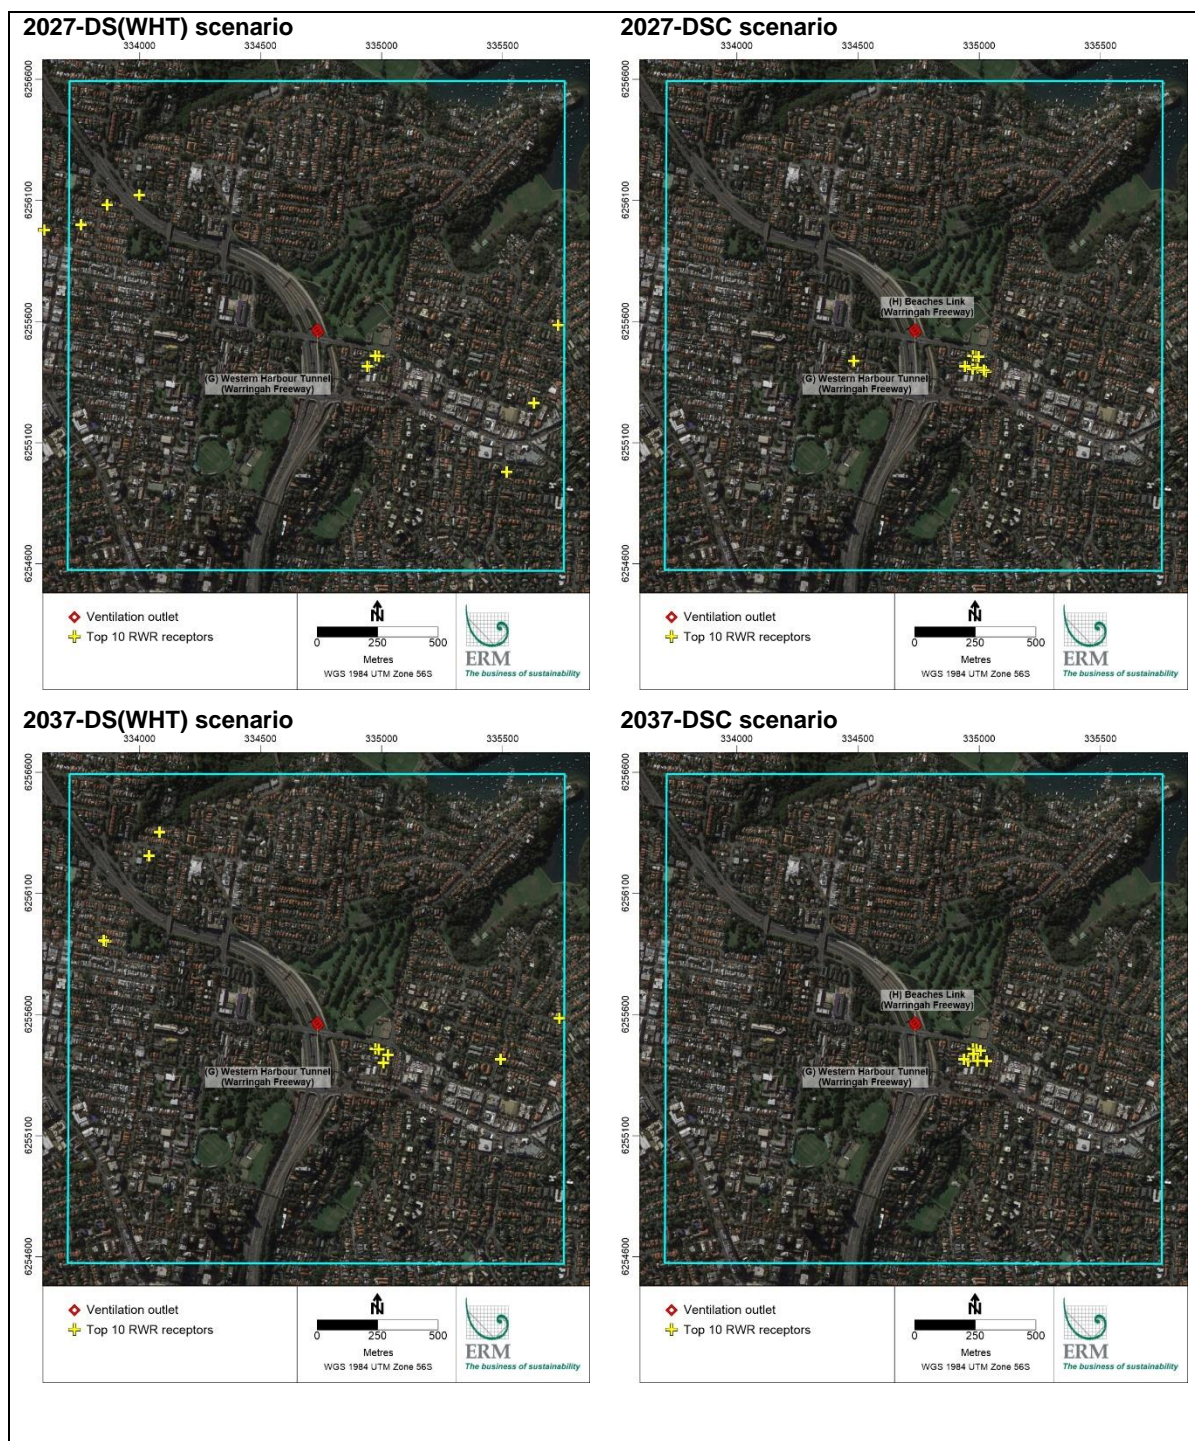 2027-DS(WHT) scenario
334000 334500 335000 335500
6256600
6256100
6255600
6255100
6254600
(G) Western Harbour Tunnel
(Warringah Freeway)
Ventilation outlet
Top 10 RWR receptors
N
0 250 500
Metres
WGS 1984 UTM Zone 56S
ERM
The business of sustainability
2027-DSC scenario
334000 334500 335000 335500
6256600
6256100
6255600
6255100
6254600
(H) Beaches Link
(Warringah Freeway)
(G) Western Harbour Tunnel
(Warringah Freeway)
Ventilation outlet
Top 10 RWR receptors
N
0 250 500
Metres
WGS 1984 UTM Zone 56S
ERM
The business of sustainability
2037-DS(WHT) scenario
334000 334500 335000 335500
6256600
6256100
6255600
6255100
6254600
(G) Western Harbour Tunnel
(Warringah Freeway)
Ventilation outlet
Top 10 RWR receptors
N
0 250 500
Metres
WGS 1984 UTM Zone 56S
ERM
The business of sustainability
2037-DSC scenario
334000 334500 335000 335500
6256600
6256100
6255600
6255100
6254600
(H) Beaches Link
(Warringah Freeway)
(G) Western Harbour Tunnel
(Warringah Freeway)
Ventilation outlet
Top 10 RWR receptors
N
0 250 500
Metres
WGS 1984 UTM Zone 56S
ERM
The business of sustainability